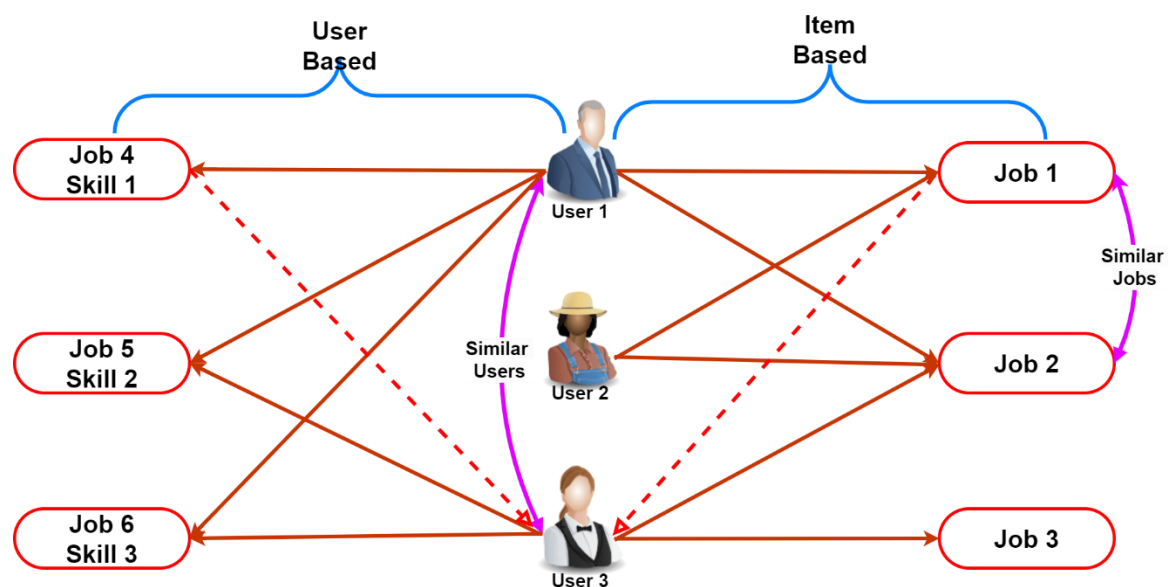 User
Based
Item
Based
Job 4
Skill 1
User 1
Job 1
Similar
Jobs
Job 5
Skill 2
Similar
Users
User 2
Job 2
Job 6
Skill 3
User 3
Job 3